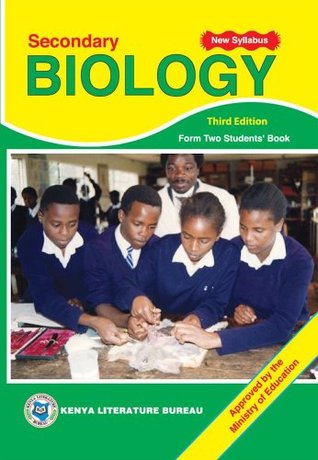 Secondary
New Syllabus
BIOLOGY
Third Edition
Form Two Students' Book
Approved by the
Ministry of Education
KENYA LITERATURE BUREAU